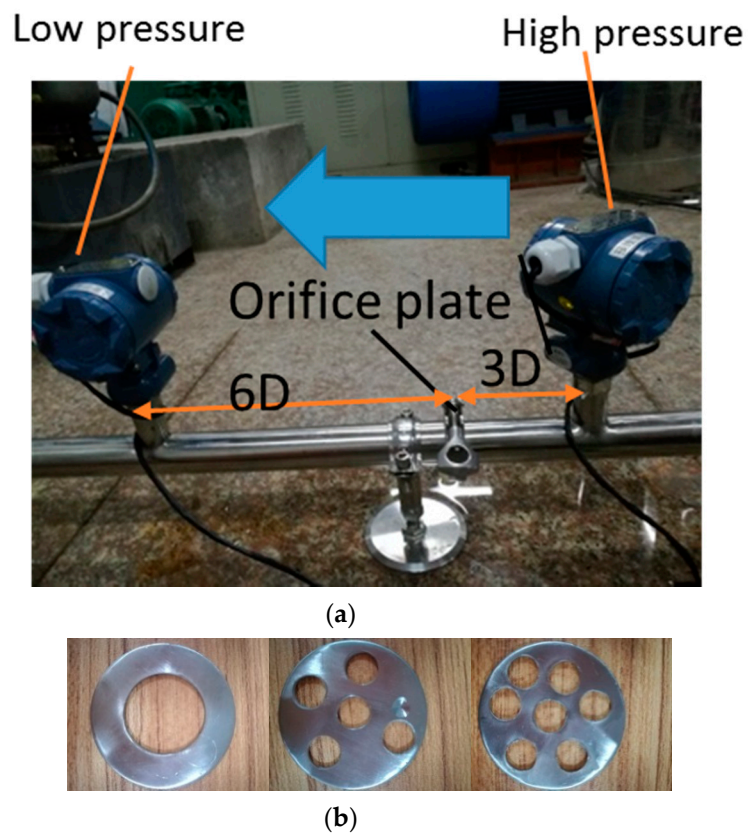 Low pressure
High pressure
Orifice plate
6D
3D
(a)
(b)